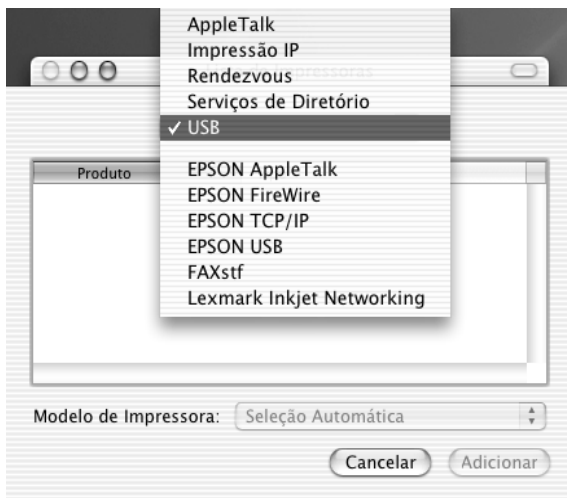 AppleTalk
Impressão IP
Rendezvous
Serviços de Diretório
✓ USB
EPSON AppleTalk
EPSON FireWire
EPSON TCP/IP
EPSON USB
FAXstf
Lexmark Inkjet Networking
Produto
Modelo de Impressora: Seleção Automática
Cancelar Adicionar